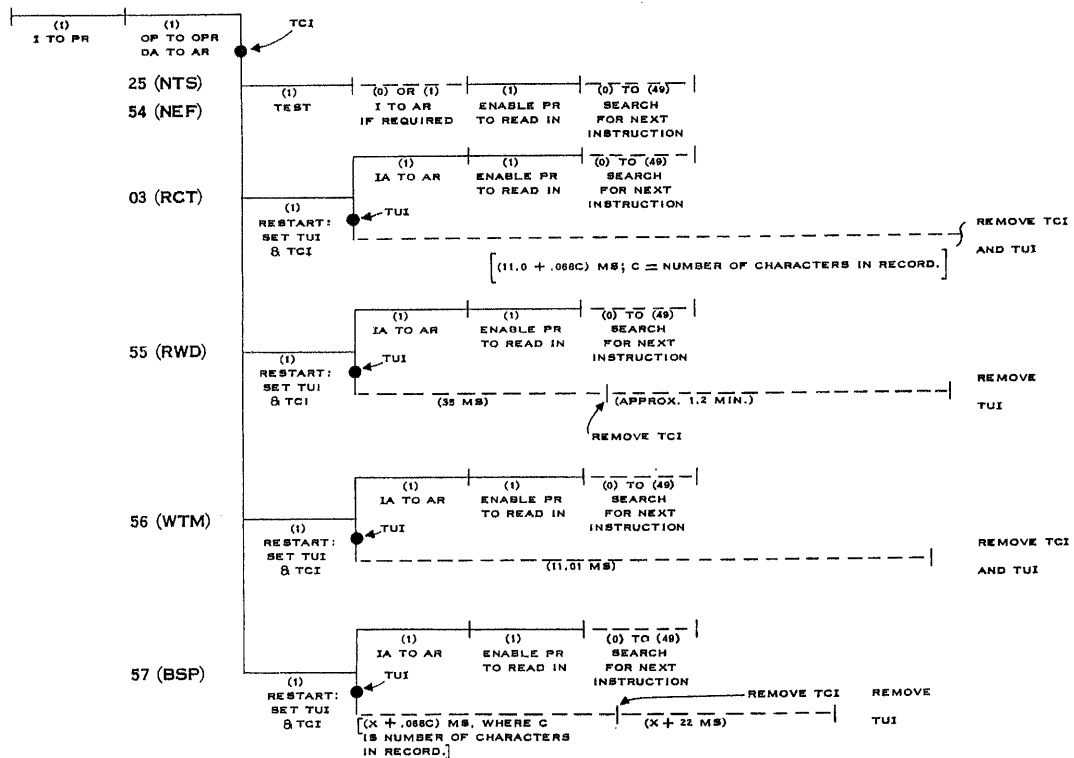 (1)
I TO PR
(1)
OP TO OPR
DA TO AR
TCI
25 (NTS)
54 (NEF)
(1)
TEST
(0) OR (1)
I TO AR
IF REQUIRED
(1)
ENABLE PR
TO READ IN
(0) TO (49)
SEARCH
FOR NEXT
INSTRUCTION
03 (RCT)
(1)
RESTART:
SET TUI
& TCI
(1)
IA TO AR
(1)
ENABLE PR
TO READ IN
(0) TO (49)
SEARCH
FOR NEXT
INSTRUCTION
TUI
REMOVE TCI
AND TUI
[(11.0 + .068C) MS; C = NUMBER OF CHARACTERS IN RECORD.]
55 (RWD)
(1)
RESTART:
SET TUI
& TCI
(1)
IA TO AR
(1)
ENABLE PR
TO READ IN
(0) TO (49)
SEARCH
FOR NEXT
INSTRUCTION
TUI
(35 MS)
(APPROX. 1.2 MIN.)
REMOVE
TUI
REMOVE TCI
56 (WTM)
(1)
RESTART:
SET TUI
& TCI
(1)
IA TO AR
(1)
ENABLE PR
TO READ IN
(0) TO (49)
SEARCH
FOR NEXT
INSTRUCTION
TUI
(11.01 MS)
REMOVE TCI
AND TUI
57 (BSP)
(1)
RESTART:
SET TUI
& TCI
(1)
IA TO AR
(1)
ENABLE PR
TO READ IN
(0) TO (49)
SEARCH
FOR NEXT
INSTRUCTION
TUI
REMOVE TCI
REMOVE
TUI
[(X + .068C) MS, WHERE C
IS NUMBER OF CHARACTERS
IN RECORD.]
(X + 22 MS)